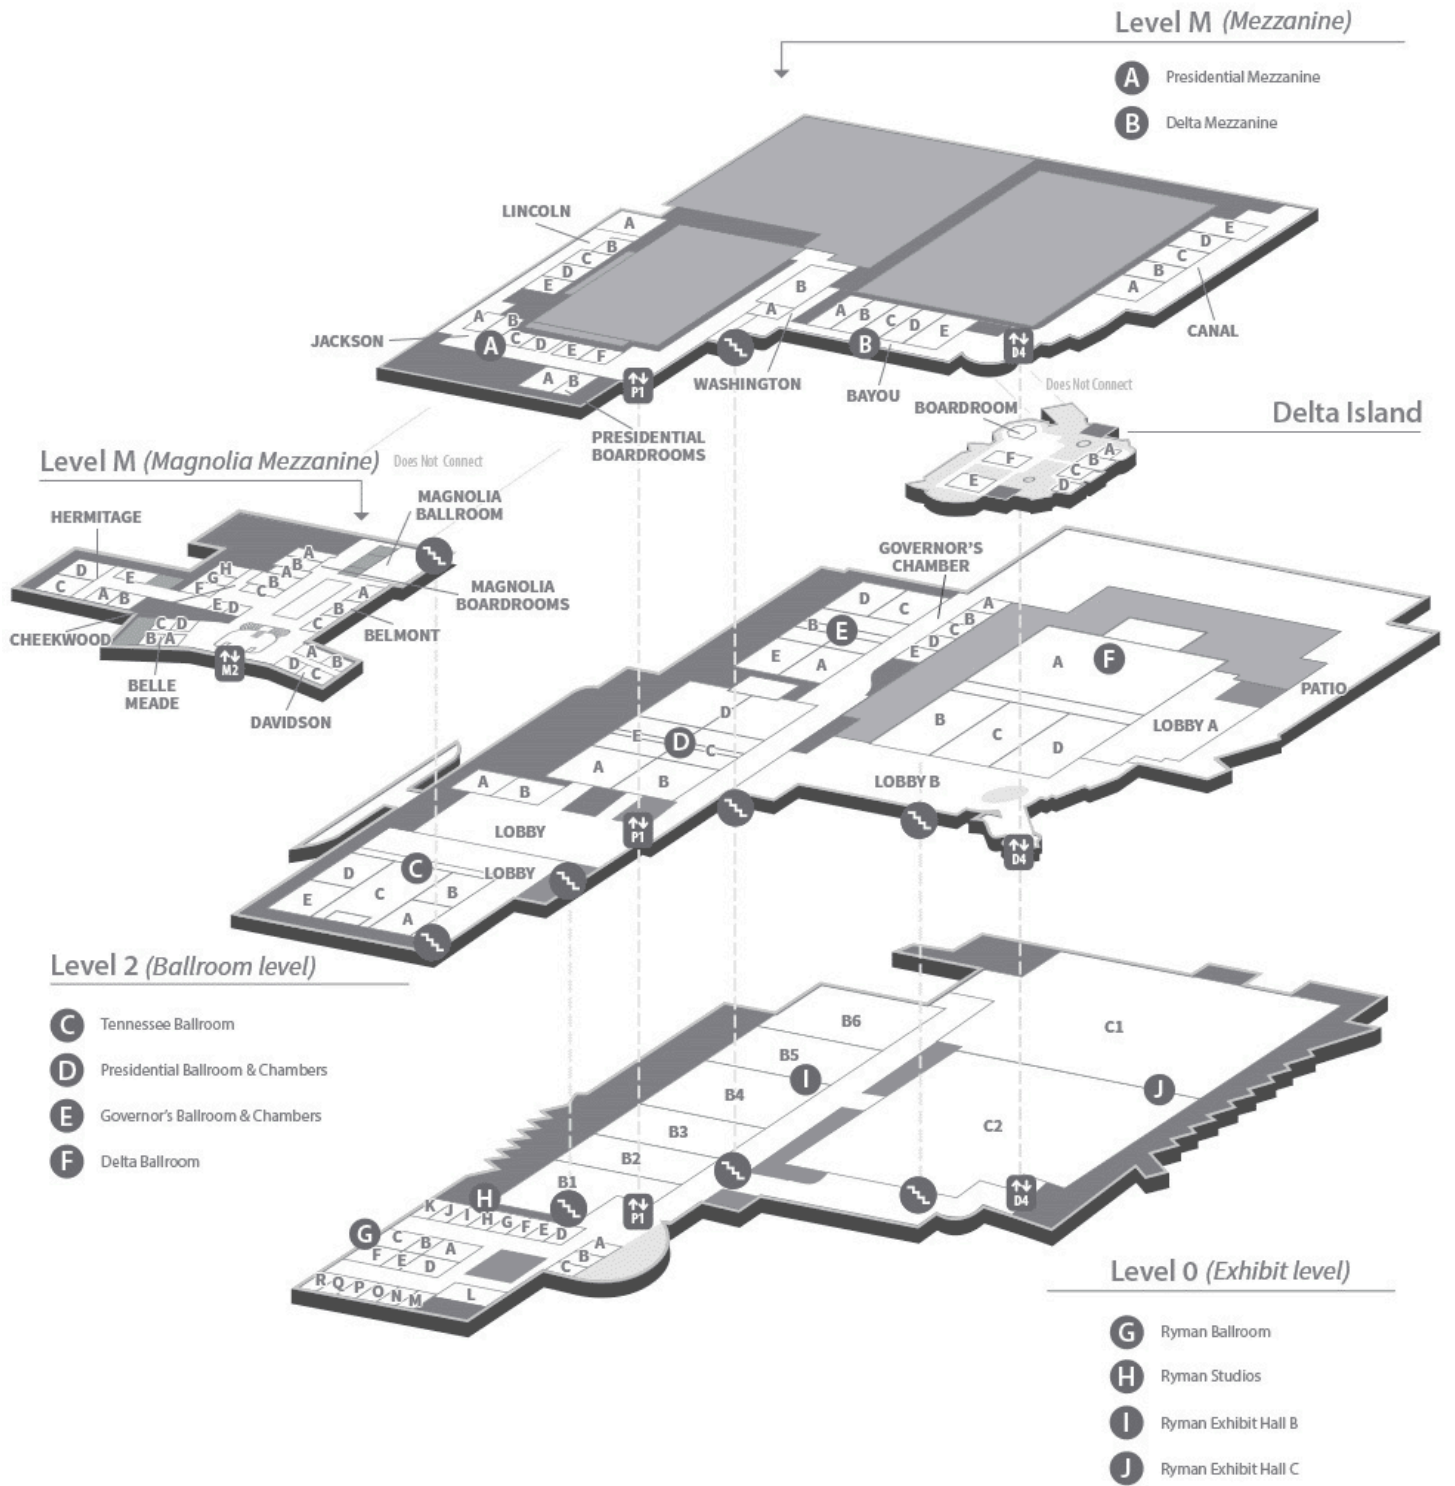 Level M (Mezzanine)
A Presidential Mezzanine
B Delta Mezzanine
LINCOLN
A
B
C
D
E
JACKSON
A
B
C
D
E
F
A
A
B
PRESIDENTIAL
BOARDROOMS
P1
WASHINGTON
A
B
A
B
C
D
E
B
BAYOU
D4
E
D
C
B
A
CANAL
Does Not Connect
BOARDROOM
Delta Island
F
E
A
B
C
D
Level M (Magnolia Mezzanine)
Does Not Connect
MAGNOLIA
BALLROOM
HERMITAGE
D
C
E
A
B
F
G
H
E
D
C
B
A
B
A
MAGNOLIA
BOARDROOMS
A
B
C
BELMONT
CHEEKWOOD
C
D
B
A
BELLE
MEADE
M2
A
B
D
C
DAVIDSON
GOVERNOR'S
CHAMBER
D
C
B
E
E
A
A
B
C
D
E
A
F
B
C
D
PATIO
LOBBY A
LOBBY B
D
E
D
C
A
B
A
B
LOBBY
P1
D4
LOBBY
C
D
E
C
B
A
Level 2 (Ballroom level)
C Tennessee Ballroom
D Presidential Ballroom & Chambers
E Governor's Ballroom & Chambers
F Delta Ballroom
B6
B5
I
B4
B3
B2
B1
C1
J
C2
D4
P1
H
K
J
I
H
G
F
E
D
G
C
B
A
F
E
D
A
B
C
R
Q
P
O
N
M
L
Level 0 (Exhibit level)
G Ryman Ballroom
H Ryman Studios
I Ryman Exhibit Hall B
J Ryman Exhibit Hall C